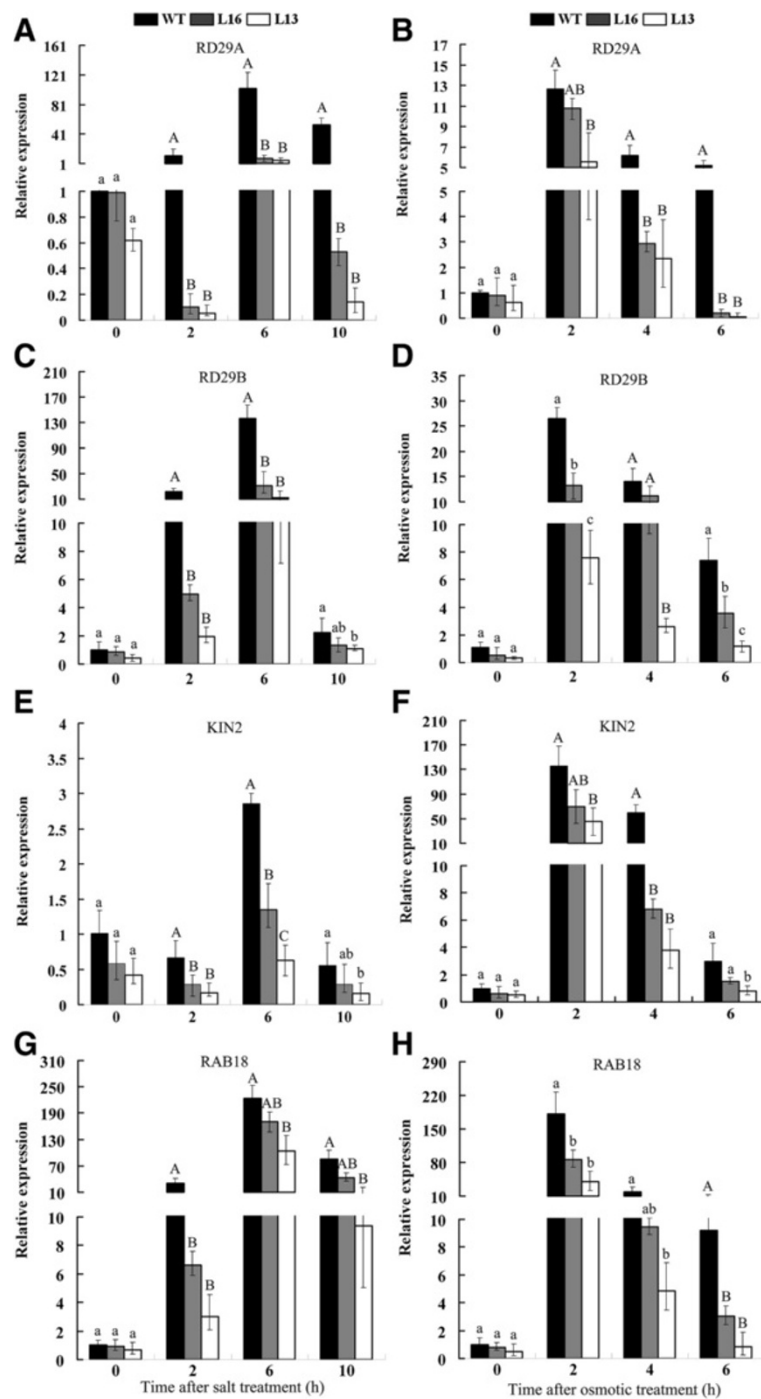 WT L16 L13
A RD29A
Relative expression
161
121
81
41
1
1
0.8
0.6
0.4
0.2
0
a a a
A B B
A B B
A B B
0 2 6 10
WT L16 L13
B RD29A
Relative expression
17
15
13
11
9
7
5
5
4
3
2
1
0
a a a
A AB B
A B B
A B B
0 2 4 6
C RD29B
Relative expression
210
170
130
90
50
10
10
8
6
4
2
0
a a a
A B B
A B B
a ab b
0 2 6 10
D RD29B
Relative expression
35
30
25
20
15
10
10
8
6
4
2
0
a a a
a b c
A A B
a b c
0 2 4 6
E KIN2
Relative expression
4
3.5
3
2.5
2
1.5
1
0.5
0
a a a
A B B
A B C
a ab b
0 2 6 10
F KIN2
Relative expression
210
170
130
90
50
10
10
8
6
4
2
0
a a a
A AB B
A B B
a a b
0 2 4 6
G RAB18
Relative expression
310
250
190
130
70
10
10
8
6
4
2
0
a a a
A B B
A AB B
A AB B
0 2 6 10
Time after salt treatment (h)
H RAB18
Relative expression
290
220
150
80
10
10
8
6
4
2
0
a a a
a b b
a ab b
A B B
0 2 4 6
Time after osmotic treatment (h)